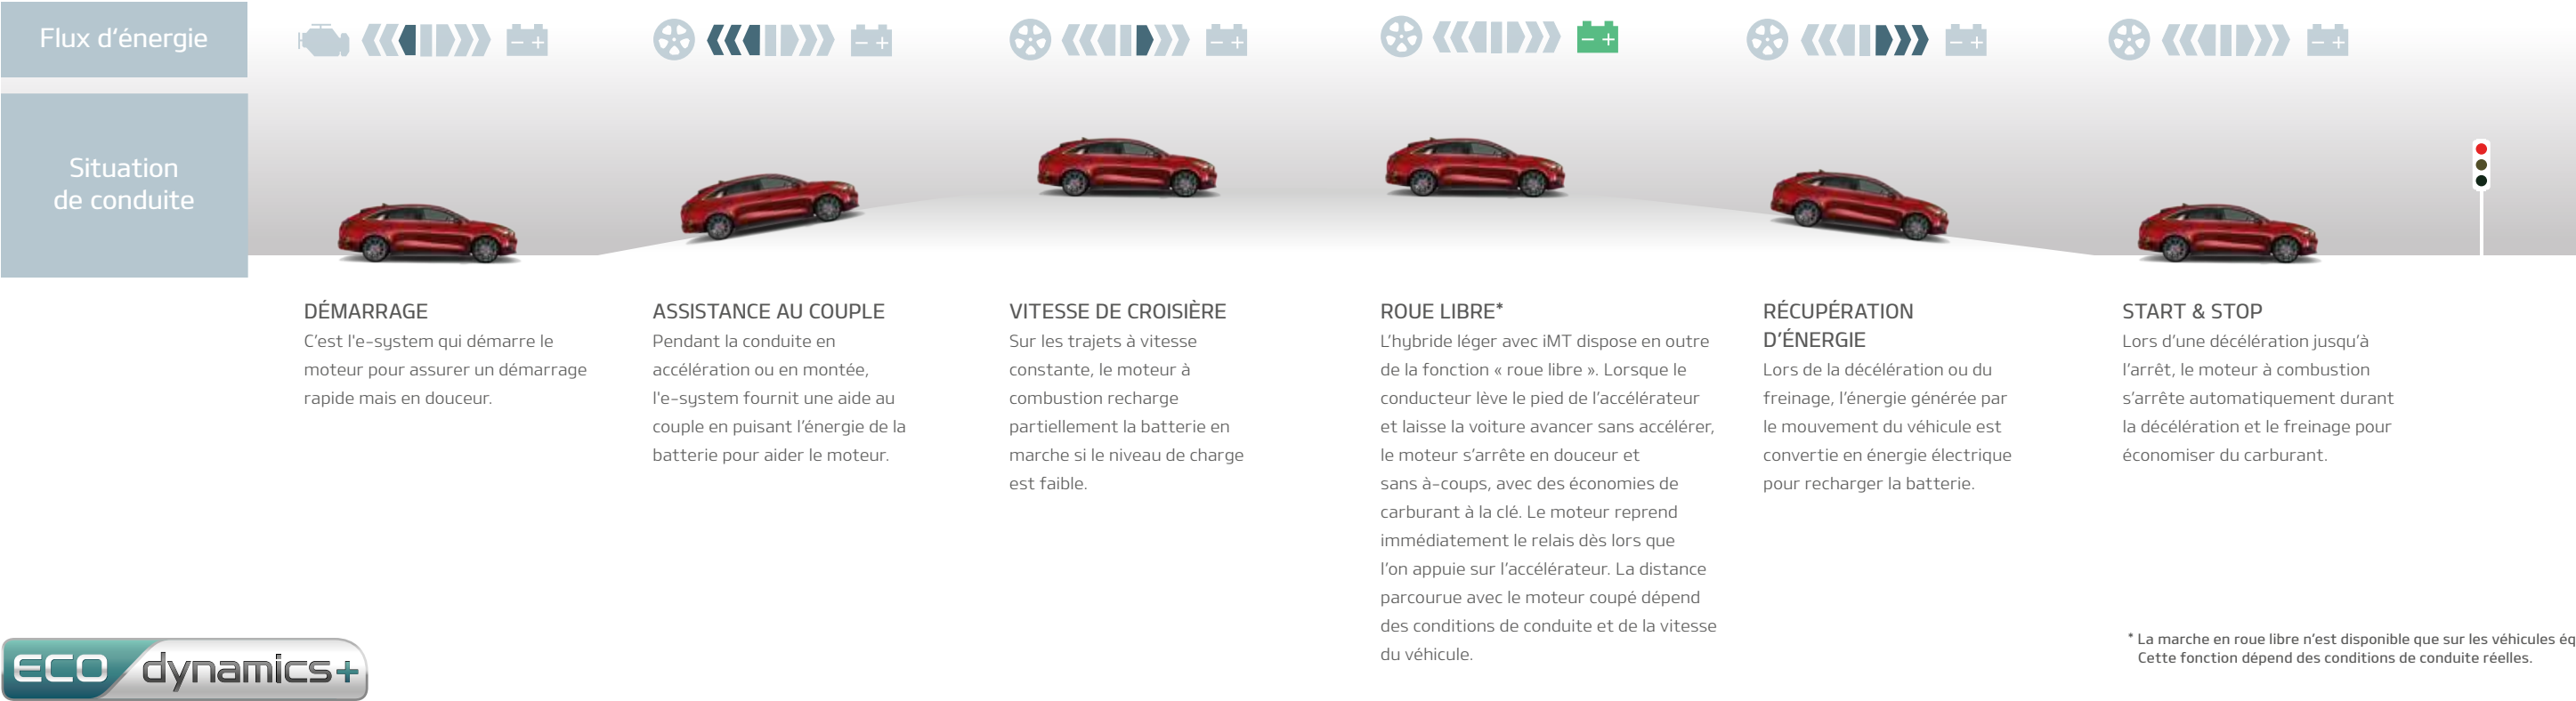 Flux d’énergie
Situation
de conduite
DÉMARRAGE
C’est l'e-system qui démarre le
moteur pour assurer un démarrage
rapide mais en douceur.
ASSISTANCE AU COUPLE
Pendant la conduite en
accélération ou en montée,
l'e-system fournit une aide au
couple en puisant l’énergie de la
batterie pour aider le moteur.
VITESSE DE CROISIÈRE
Sur les trajets à vitesse
constante, le moteur à
combustion recharge
partiellement la batterie en
marche si le niveau de charge
est faible.
ROUE LIBRE*
L’hybride léger avec iMT dispose en outre
de la fonction « roue libre ». Lorsque le
conducteur lève le pied de l’accélérateur
et laisse la voiture avancer sans accélérer,
le moteur s’arrête en douceur et
sans à-coups, avec des économies de
carburant à la clé. Le moteur reprend
immédiatement le relais dès lors que
l’on appuie sur l’accélérateur. La distance
parcourue avec le moteur coupé dépend
des conditions de conduite et de la vitesse
du véhicule.
RÉCUPÉRATION
D’ÉNERGIE
Lors de la décélération ou du
freinage, l’énergie générée par
le mouvement du véhicule est
convertie en énergie électrique
pour recharger la batterie.
START & STOP
Lors d’une décélération jusqu’à
l’arrêt, le moteur à combustion
s’arrête automatiquement durant
la décélération et le freinage pour
économiser du carburant.
* La marche en roue libre n’est disponible que sur les véhicules
Cette fonction dépend des conditions de conduite réelles.
ECO dynamics+